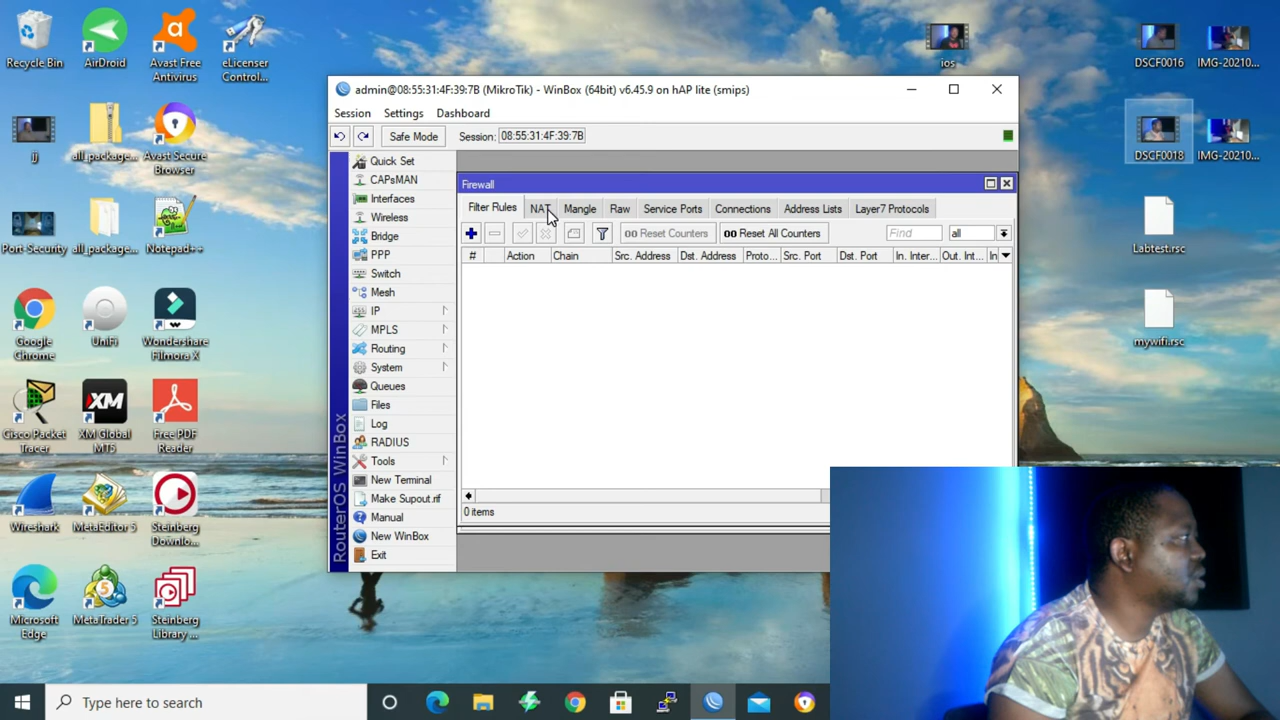 Recycle Bin
AirDroid
Avast Free
Antivirus
eLicenser
Control...
ios
DSCF0016
IMG-20210...
jj
all_package...
Avast Secure
Browser
DSCF0018
IMG-20210...
Port-Security
all_package...
Notepad++
Labtest.rsc
Google
Chrome
UniFi
Wondershare
Filmora X
mywifi.rsc
Cisco Packet
Tracer
XM
XM Global
MT5
Free PDF
Reader
Wireshark
MetaEditor 5
Steinberg
Downlo...
Microsoft
Edge
MetaTrader 5
Steinberg
Library ...
admin@08:55:31:4F:39:7B (MikroTik) - WinBox (64bit) v6.45.9 on hAP lite (smips)
Session Settings Dashboard
Safe Mode Session: 08:55:31:4F:39:7B
RouterOS WinBox
Quick Set
CAPsMAN
Interfaces
Wireless
Bridge
PPP
Switch
Mesh
IP
MPLS
Routing
System
Queues
Files
Log
RADIUS
Tools
New Terminal
Make Supout.rif
Manual
New WinBox
Exit
Firewall
Filter Rules NAT Mangle Raw Service Ports Connections Address Lists Layer7 Protocols
00 Reset Counters 00 Reset All Counters Find all
# Action Chain Src. Address Dst. Address Proto... Src. Port Dst. Port In. Inter... Out. Int... In
0 items
Type here to search